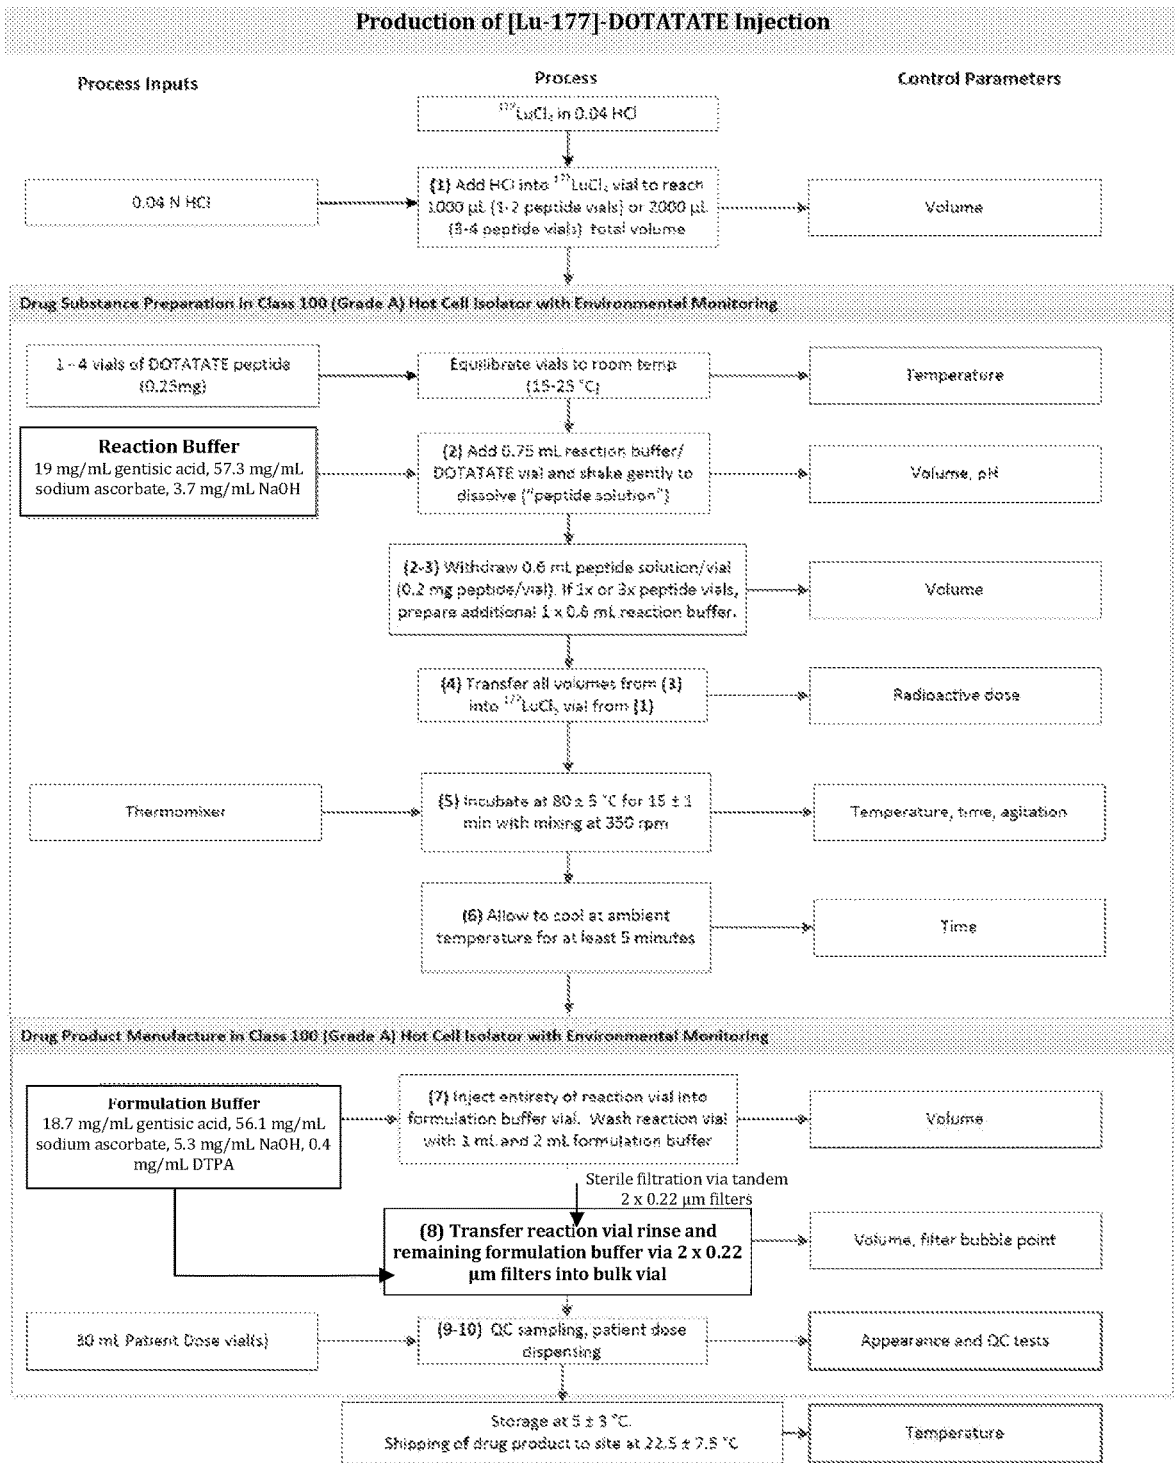 Production of [Lu-177]-DOTATATE Injection
Process Inputs
Process
Control Parameters
¹⁷⁷LuCl₃ in 0.04 HCl
0.04 N HCl
(1) Add HCl into ¹⁷⁷LuCl₃ vial to reach
1000 µL (1-2 peptide vials) or 2000 µL
(3-4 peptide vials) total volume
Volume
Drug Substance Preparation in Class 100 (Grade A) Hot Cell Isolator with Environmental Monitoring
1 - 4 vials of DOTATATE peptide
(0.25mg)
Equilibrate vials to room temp
(15-25 °C)
Temperature
Reaction Buffer
19 mg/mL gentisic acid, 57.3 mg/mL
sodium ascorbate, 3.7 mg/mL NaOH
(2) Add 0.75 mL reaction buffer/
DOTATATE vial and shake gently to
dissolve ("peptide solution")
Volume, pH
(2-3) Withdraw 0.6 mL peptide solution/vial
(0.2 mg peptide/vial). If 1x or 3x peptide vials,
prepare additional 1 x 0.6 mL reaction buffer.
Volume
(4) Transfer all volumes from (3)
into ¹⁷⁷LuCl₃ vial from (1)
Radioactive dose
Thermomixer
(5) Incubate at 80 ± 5 °C for 15 ± 1
min with mixing at 350 rpm
Temperature, time, agitation
(6) Allow to cool at ambient
temperature for at least 5 minutes
Time
Drug Product Manufacture in Class 100 (Grade A) Hot Cell Isolator with Environmental Monitoring
Formulation Buffer
18.7 mg/mL gentisic acid, 56.1 mg/mL
sodium ascorbate, 5.3 mg/mL NaOH, 0.4
mg/mL DTPA
(7) Inject entirety of reaction vial into
formulation buffer vial. Wash reaction vial
with 1 mL and 2 mL formulation buffer
Volume
Sterile filtration via tandem
2 x 0.22 µm filters
(8) Transfer reaction vial rinse and
remaining formulation buffer via 2 x 0.22
µm filters into bulk vial
Volume, filter bubble point
30 mL Patient Dose vial(s)
(9-10) QC sampling, patient dose
dispensing
Appearance and QC tests
Storage at 5 ± 3 °C.
Shipping of drug product to site at 22.5 ± 7.5 °C
Temperature